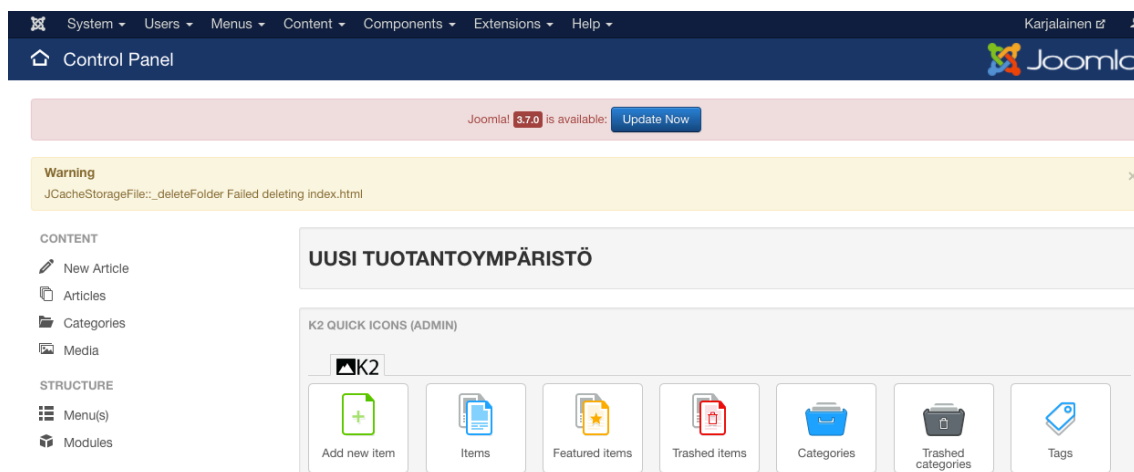 System Users Menus Content Components Extensions Help Karjalainen
Control Panel Joomla
Joomla! 3.7.0 is available: Update Now
Warning
JCacheStorageFile::_deleteFolder Failed deleting index.html
CONTENT
New Article
Articles
Categories
Media
STRUCTURE
Menu(s)
Modules
UUSI TUOTANTOYMPÄRISTÖ
K2 QUICK ICONS (ADMIN)
K2
Add new item
Items
Featured items
Trashed items
Categories
Trashed
categories
Tags